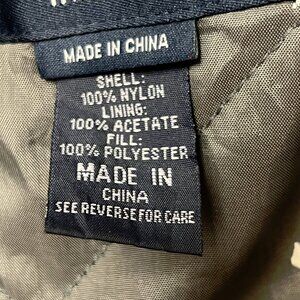 MADE IN CHINA
SHELL:
100% NYLON
LINING:
100% ACETATE
FILL:
100% POLYESTER
MADE IN
CHINA
SEE REVERSE FOR CARE